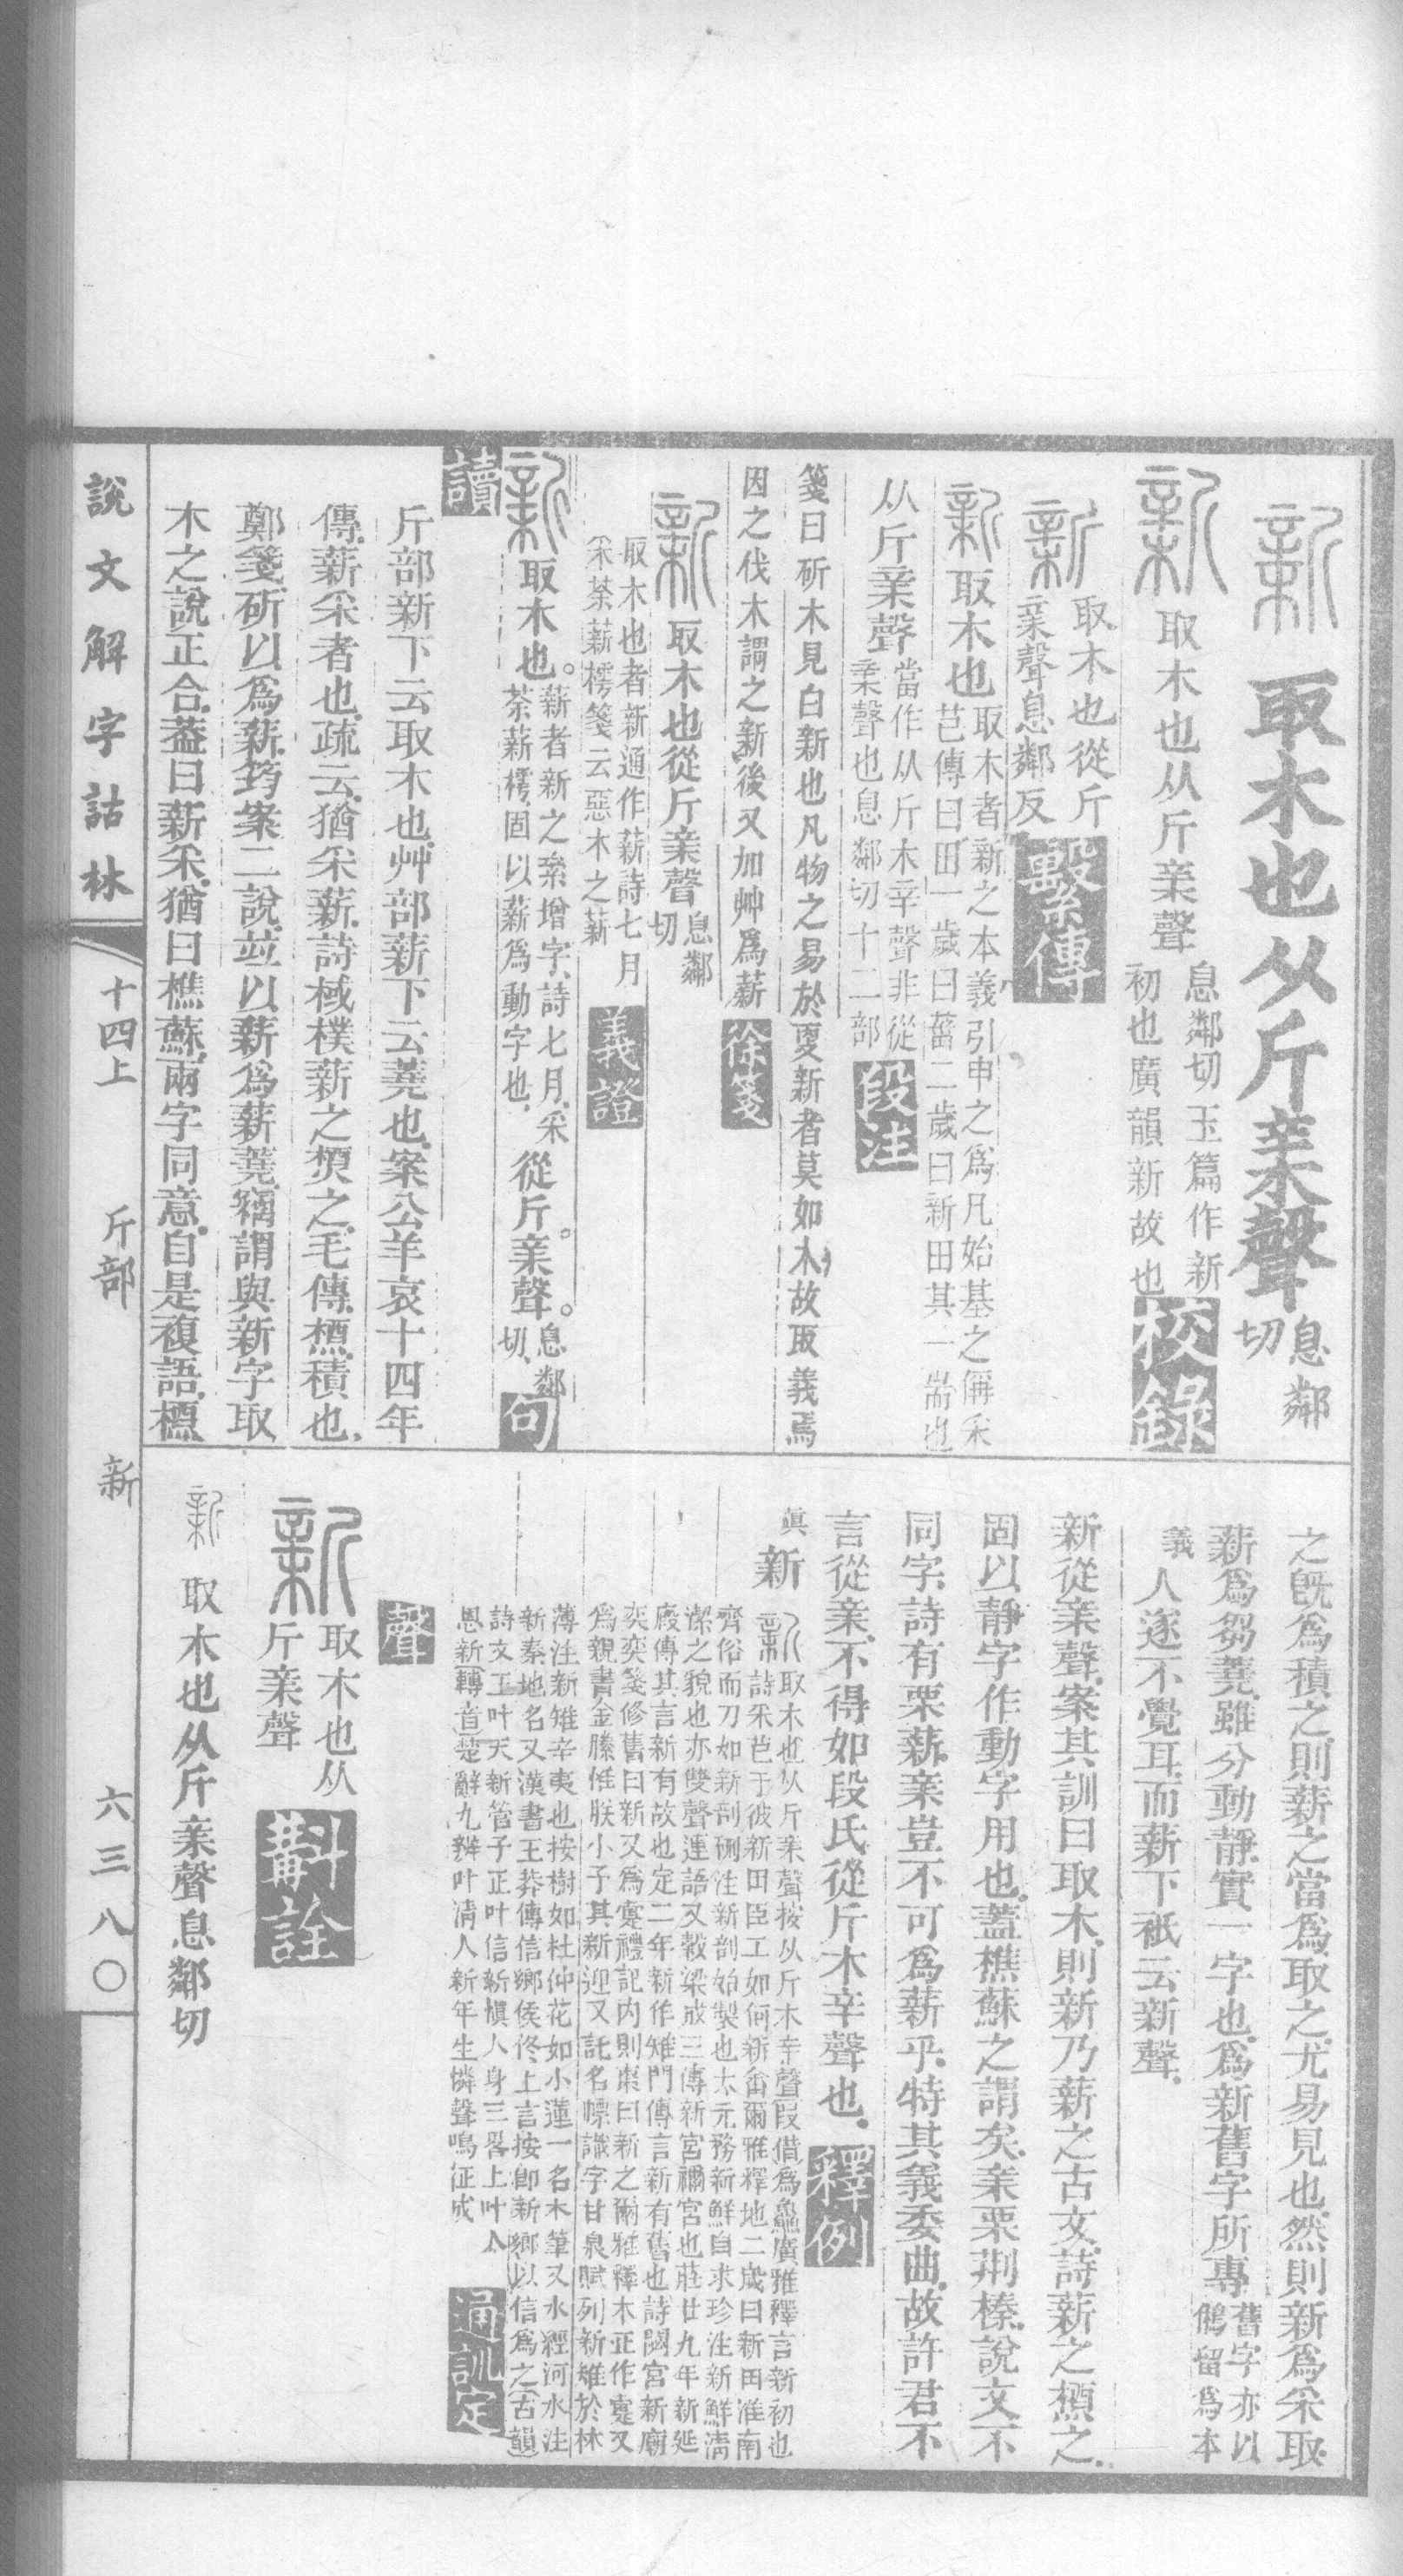 新 取木也从斤亲聲 息鄰切
新 取木也从斤亲聲 息鄰切玉篇作新
初也廣韻新故也 校錄
新 取木也從斤
亲聲息鄰反 繫傳
新 取木也 取木者新之本義引申之爲凡始基之偁采
芑傳曰田一歲曰菑二歲曰新田其一耑也
从斤亲聲 當作从斤木辛聲非從
亲聲也息鄰切十二部 段注
箋曰斫木見白新也凡物之易於更新者莫如木故取義焉
因之伐木謂之新後又加艸爲薪 徐箋
新 取木也從斤亲聲 息鄰切
取木也者新通作薪詩七月
采荼薪樗箋云惡木之薪 義證
新 取木也。薪者新之絫增字詩七月采
荼薪樗固以薪爲動字也 從斤。亲聲。息鄰切 句
讀
斤部新下云取木也艸部薪下云蕘也案公羊哀十四年
傳薪采者也疏云猶采薪詩棫樸薪之槱之毛傳槱積也
鄭箋斫以爲薪筠案二說竝以薪爲薪蕘竊謂與新字取
木之說正合葢曰薪采猶曰樵蘇兩字同意自是複語槱
之旣爲積之則薪之當爲取之尤易見也然則新爲采取
薪爲芻蕘雖分動靜實一字也爲新舊字所專 舊字亦以
鵂留爲本
義 人遂不覺耳而薪下衹云新聲
新從亲聲案其訓曰取木則新乃薪之古文詩薪之槱之
固以靜字作動字用也蓋樵蘇之謂矣亲栗荆榛說文不
同字詩有栗薪亲豈不可爲薪乎特其義委曲故許君不
言從亲不得如段氏從斤木辛聲也 釋例
眞
新 新 取木也从斤亲聲按从斤木辛聲叚借爲鱻廣雅釋言新初也
詩采芑于彼新田臣工如何新畬爾雅釋地二歲曰新田淮南
齊俗而刀如新剖硎注新剖始製也太元務新鮮自求珍注新鮮淸
潔之貌也亦雙聲連語又穀梁成三傳新宮禰宮也莊廿九年新延
廄傳其言新有故也定二年新作雉門傳言新有舊也詩閟宮新廟
奕奕箋修舊曰新又爲寔禮記內則棗曰新之爾雅釋木正作寔又
爲親書金縢惟朕小子其新迎又託名幖識字甘泉賦列新雉於林
薄注新雉辛夷也按樹如杜仲花如小蓮一名木筆又水經河水注
新秦地名又漢書王莽傳信鄉侯佟上言按卽新鄉以信爲之古韻
詩文王叶天新管子正叶信新愼人身三畧上叶人
恩新轉音楚辭九辯叶淸人新年生憐聲鳴征成 通訓定
聲
新 取木也从
斤亲聲 斠詮
新 取木也从斤亲聲息鄰切
說文解字詁林 十四上 斤部 新 六三八〇